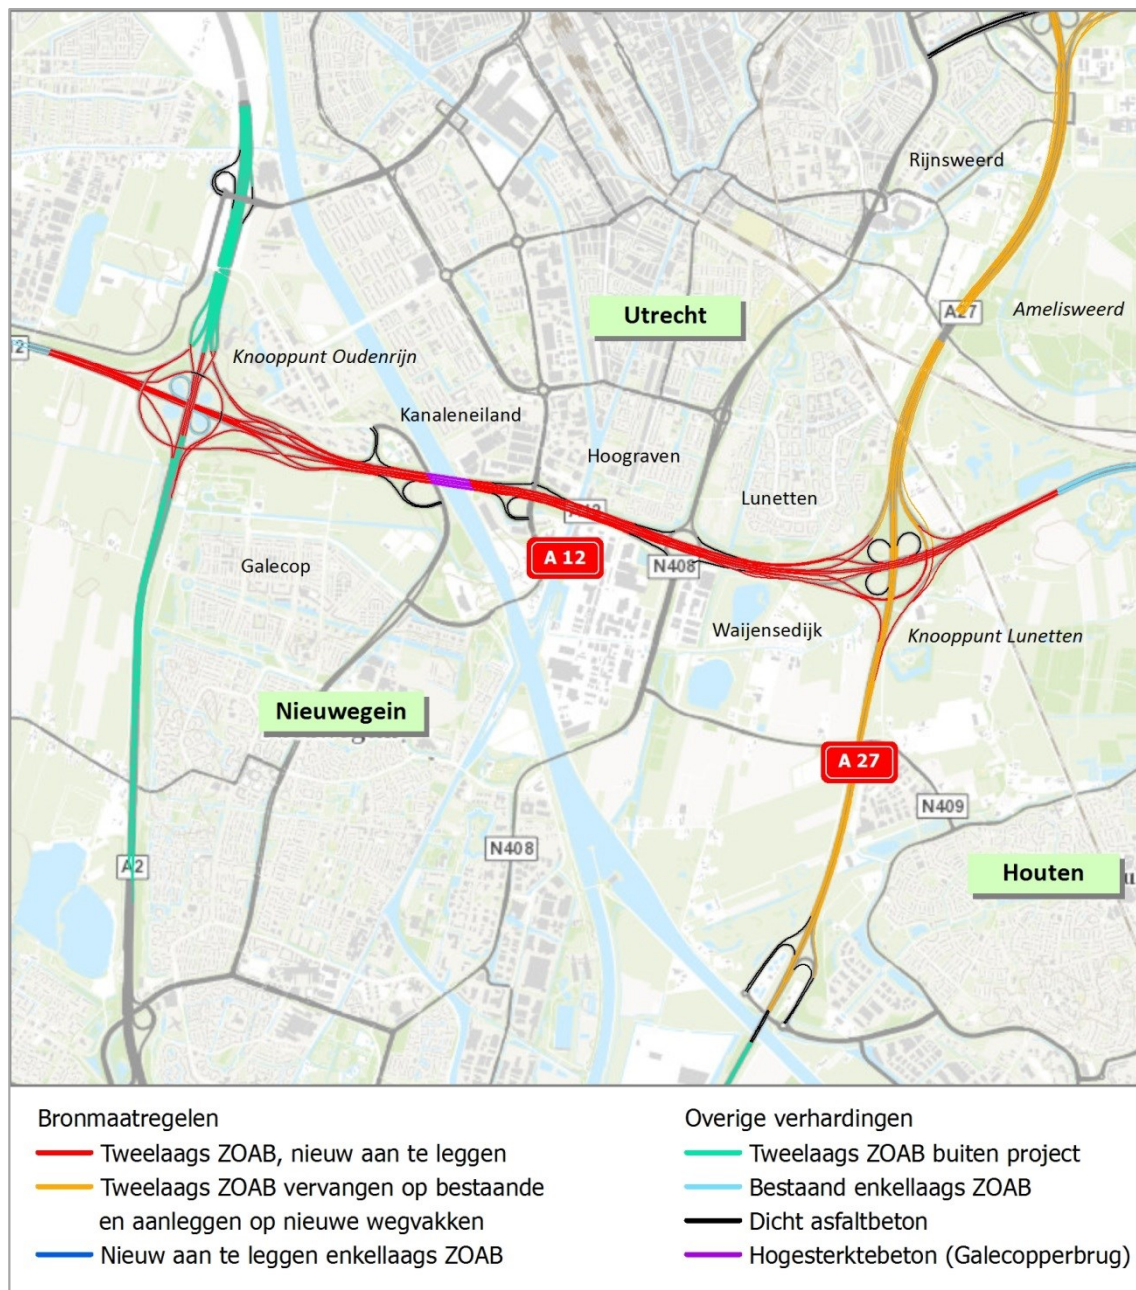 Rijnsweerd
Utrecht
A27
Amelisweerd
Knooppunt Oudenrijn
Kanaleneiland
Hoograven
Lunetten
A 12
N408
Galecop
Waijensedijk
Knooppunt Lunetten
Nieuwegein
A 27
N409
N408
A2
Houten
Bronmaatregelen
Tweelaags ZOAB, nieuw aan te leggen
Tweelaags ZOAB vervangen op bestaande
en aanleggen op nieuwe wegvakken
Nieuw aan te leggen enkellaags ZOAB
Overige verhardingen
Tweelaags ZOAB buiten project
Bestaand enkellaags ZOAB
Dicht asfaltbeton
Hogesterktebeton (Galecopperbrug)